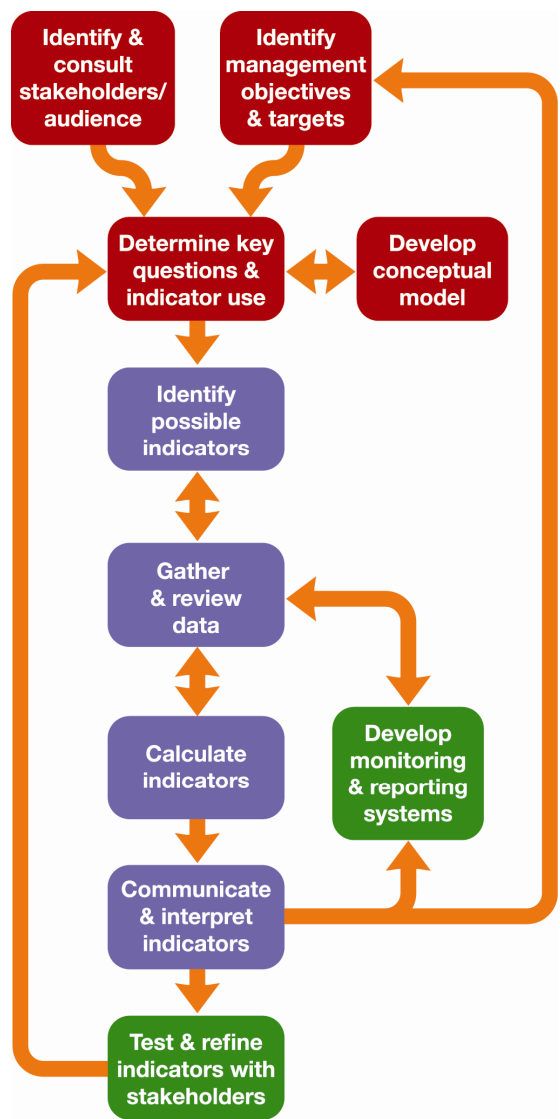 Identify &
consult
stakeholders/
audience
Identify
management
objectives
& targets
Determine key
questions &
indicator use
Develop
conceptual
model
Identify
possible
indicators
Gather
& review
data
Calculate
indicators
Develop
monitoring
& reporting
systems
Communicate
& interpret
indicators
Test & refine
indicators with
stakeholders